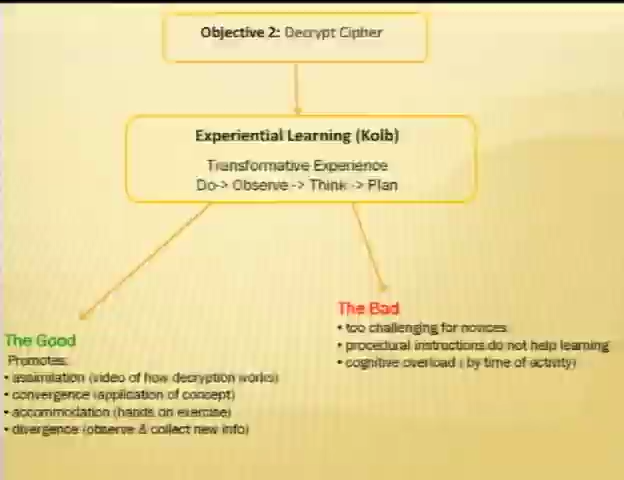 Objective 2: Decrypt Cipher
Experiential Learning (Kolb)
Transformative Experience
Do-> Observe -> Think -> Plan
The Good
Promotes:
• assimilation (video of how decryption works)
• convergence (application of concept)
• accommodation (hands on exercise)
• divergence (observe & collect new info)
The Bad
• too challenging for novices
• procedural instructions do not help learning
• cognitive overload ( by time of activity)